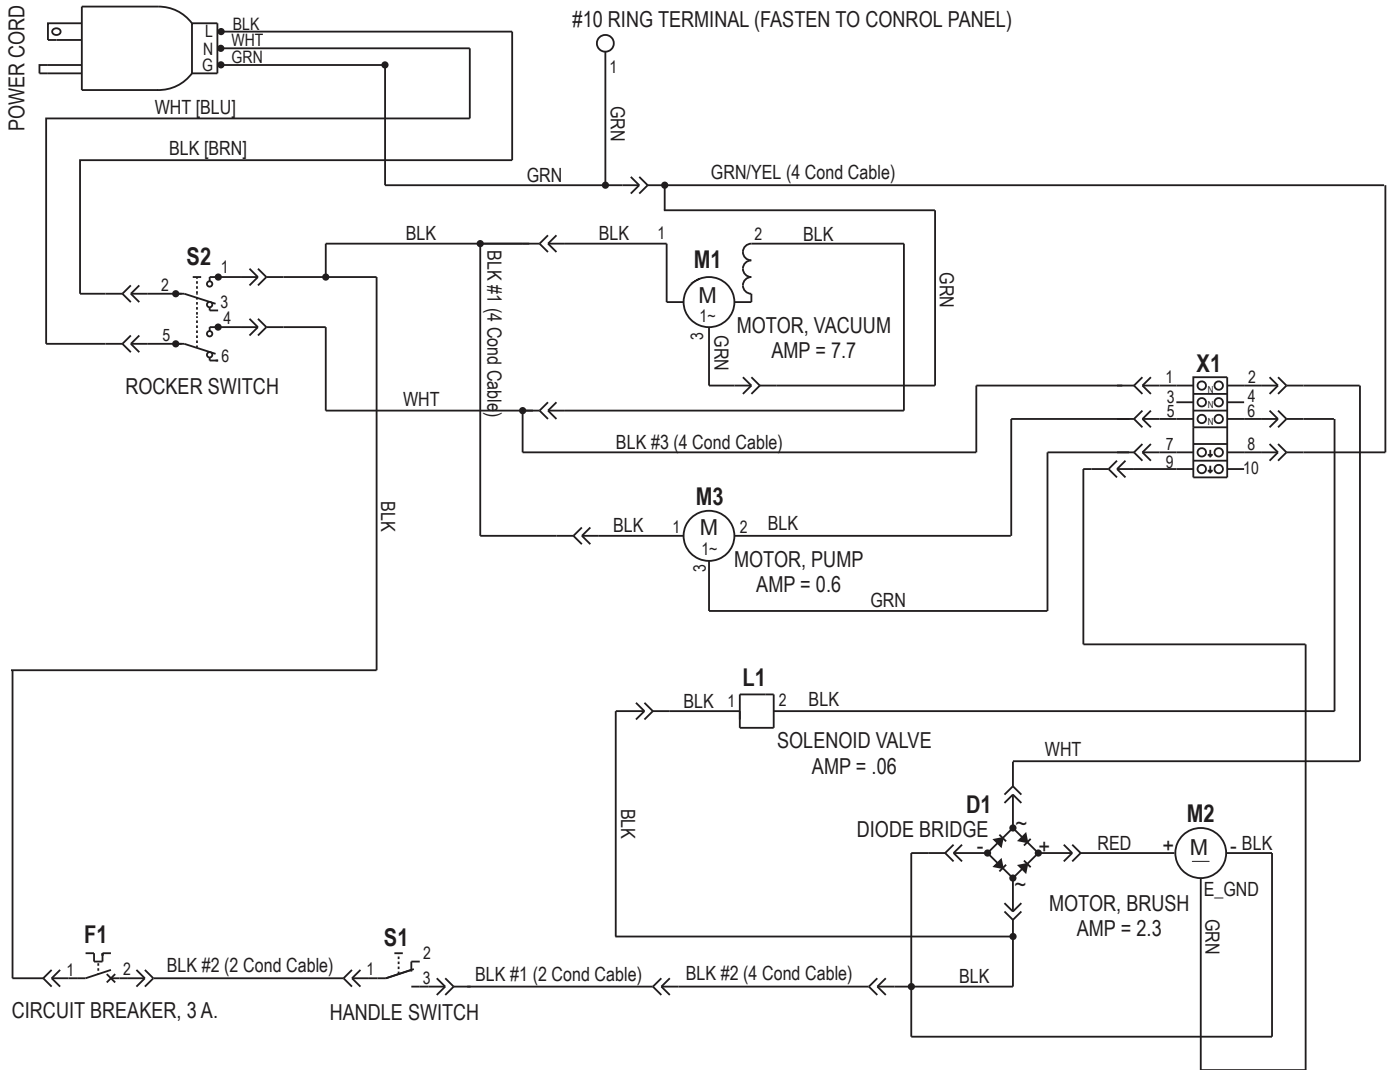 POWER CORD
L
BLK
N
WHT
G
GRN
#10 RING TERMINAL (FASTEN TO CONROL PANEL)
1
GRN
WHT [BLU]
BLK [BRN]
GRN
GRN/YEL (4 Cond Cable)
S2
1
2
3
4
5
6
ROCKER SWITCH
BLK
BLK #1 (4 Cond Cable)
BLK
1
M1
2
BLK
M
1~
3
GRN
MOTOR, VACUUM
AMP = 7.7
GRN
WHT
BLK #3 (4 Cond Cable)
X1
1
2
3
4
5
6
7
8
9
10
N
N
N
BLK
M3
BLK
1
M
1~
2
BLK
3
MOTOR, PUMP
AMP = 0.6
GRN
L1
BLK
1
2
BLK
SOLENOID VALVE
AMP = .06
WHT
BLK
D1
DIODE BRIDGE
~
-
+
~
RED
M2
+
M
- BLK
E_GND
MOTOR, BRUSH
AMP = 2.3
GRN
F1
1
2
CIRCUIT BREAKER, 3 A.
BLK #2 (2 Cond Cable)
S1
1
2
3
HANDLE SWITCH
BLK #1 (2 Cond Cable)
BLK #2 (4 Cond Cable)
BLK